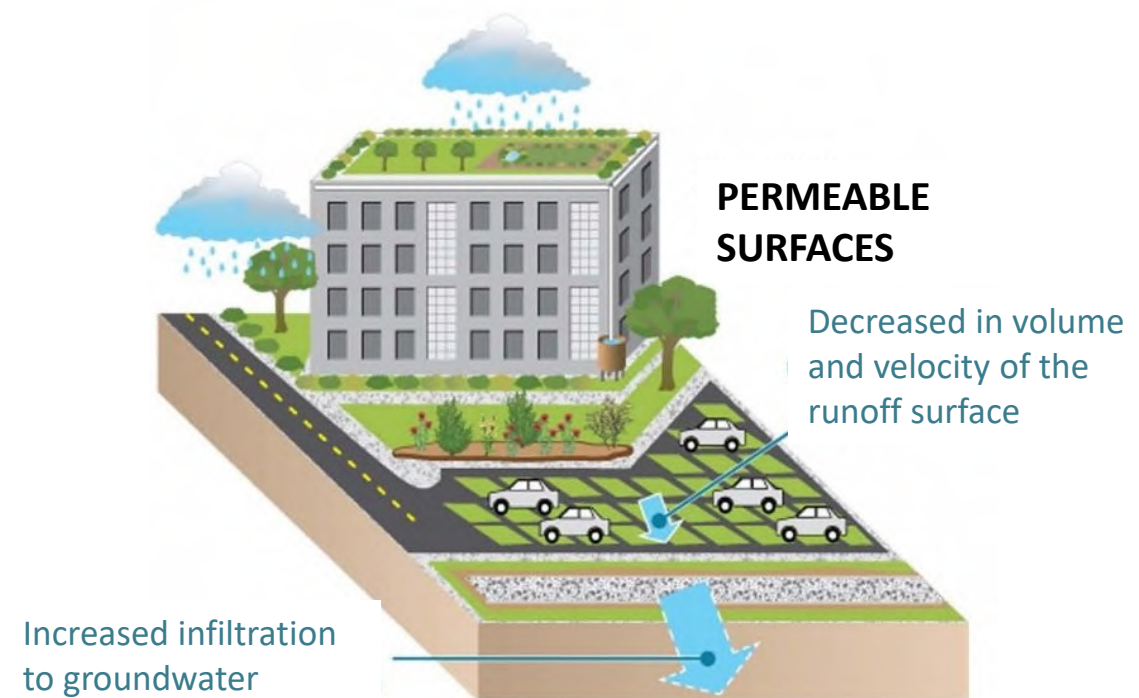 PERMEABLE
SURFACES
Decreased in volume
and velocity of the
runoff surface
Increased infiltration
to groundwater